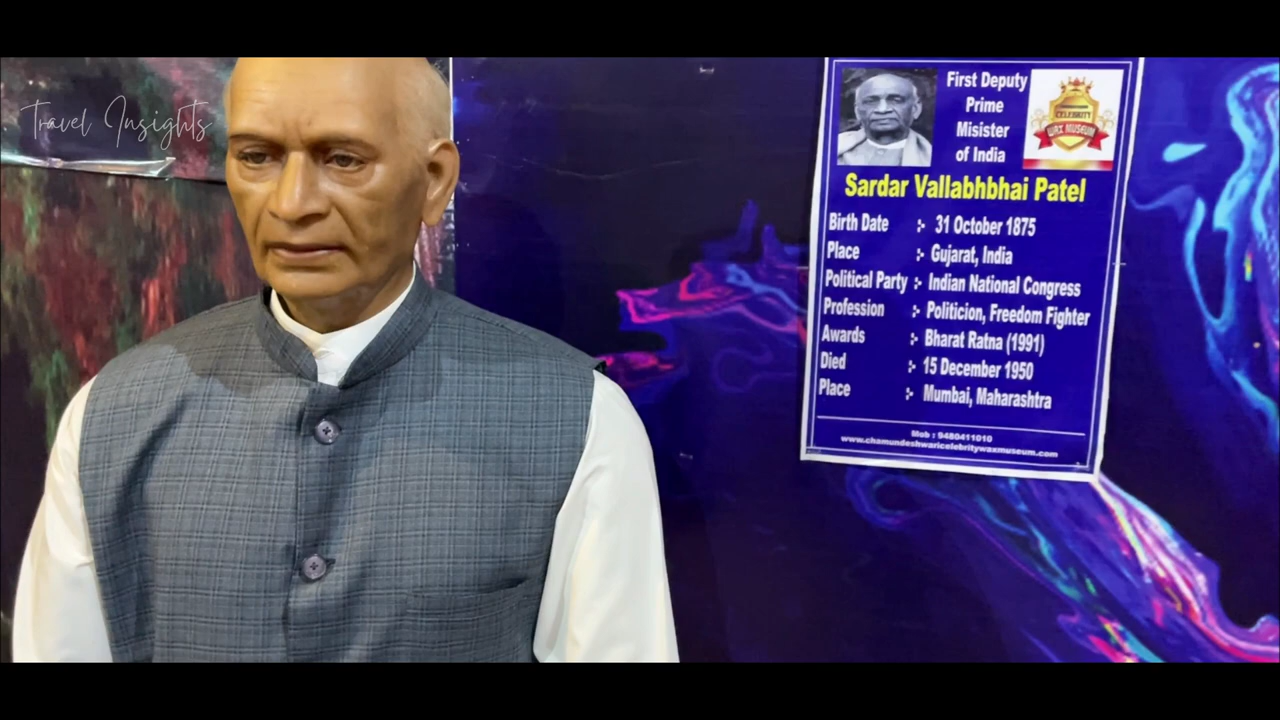 Travel Insights
First Deputy
Prime
Misister
of India
CELEBRITY
WAX MUSEUM
Sardar Vallabhbhai Patel
Birth Date :- 31 October 1875
Place :- Gujarat, India
Political Party :- Indian National Congress
Profession :- Politicion, Freedom Fighter
Awards :- Bharat Ratna (1991)
Died :- 15 December 1950
Place :- Mumbai, Maharashtra
Mob : 9480411010
www.chamundeshwaricelebritywaxmuseum.com